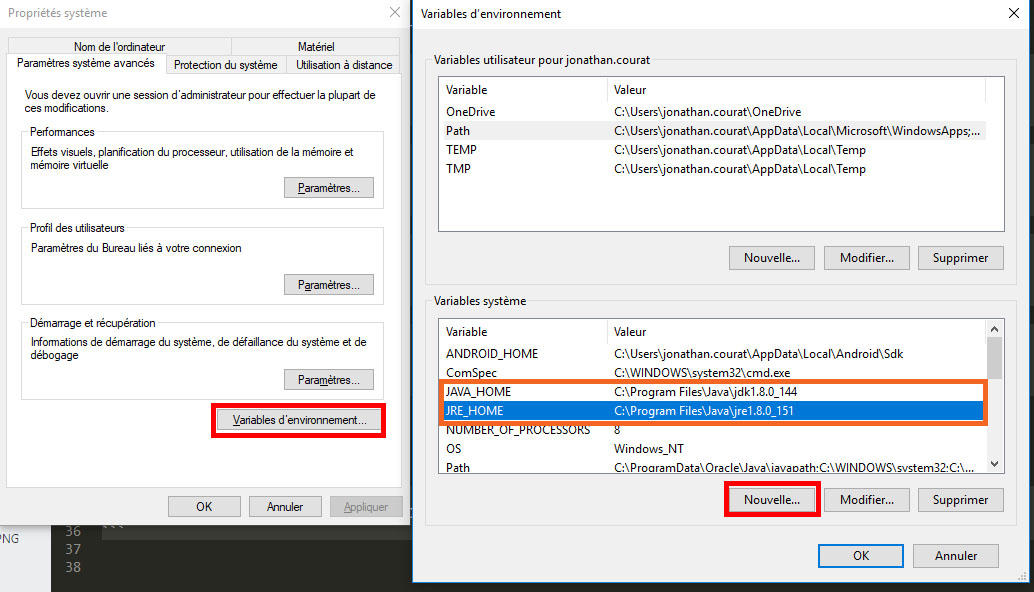 Propriétés système
Nom de l'ordinateur
Matériel
Paramètres système avancés
Protection du système
Utilisation à distance
Vous devez ouvrir une session d'administrateur pour effectuer la plupart de
ces modifications.
Performances
Effets visuels, planification du processeur, utilisation de la mémoire et
mémoire virtuelle
Paramètres...
Profil des utilisateurs
Paramètres du Bureau liés à votre connexion
Paramètres...
Démarrage et récupération
Informations de démarrage du système, de défaillance du système et de
débogage
Paramètres...
Variables d'environnement...
OK
Annuler
Appliquer
PNG
36 ```
37
38
Variables d'environnement
Variables utilisateur pour jonathan.courat
Variable Valeur
OneDrive C:\Users\jonathan.courat\OneDrive
Path C:\Users\jonathan.courat\AppData\Local\Microsoft\WindowsApps;...
TEMP C:\Users\jonathan.courat\AppData\Local\Temp
TMP C:\Users\jonathan.courat\AppData\Local\Temp
Nouvelle... Modifier... Supprimer
Variables système
Variable Valeur
ANDROID_HOME C:\Users\jonathan.courat\AppData\Local\Android\Sdk
ComSpec C:\WINDOWS\system32\cmd.exe
JAVA_HOME C:\Program Files\Java\jdk1.8.0_144
JRE_HOME C:\Program Files\Java\jre1.8.0_151
NUMBER_OF_PROCESSORS 8
OS Windows_NT
Path C:\ProgramData\Oracle\Java\javapath;C:\WINDOWS\system32;C:\...
Nouvelle... Modifier... Supprimer
OK Annuler